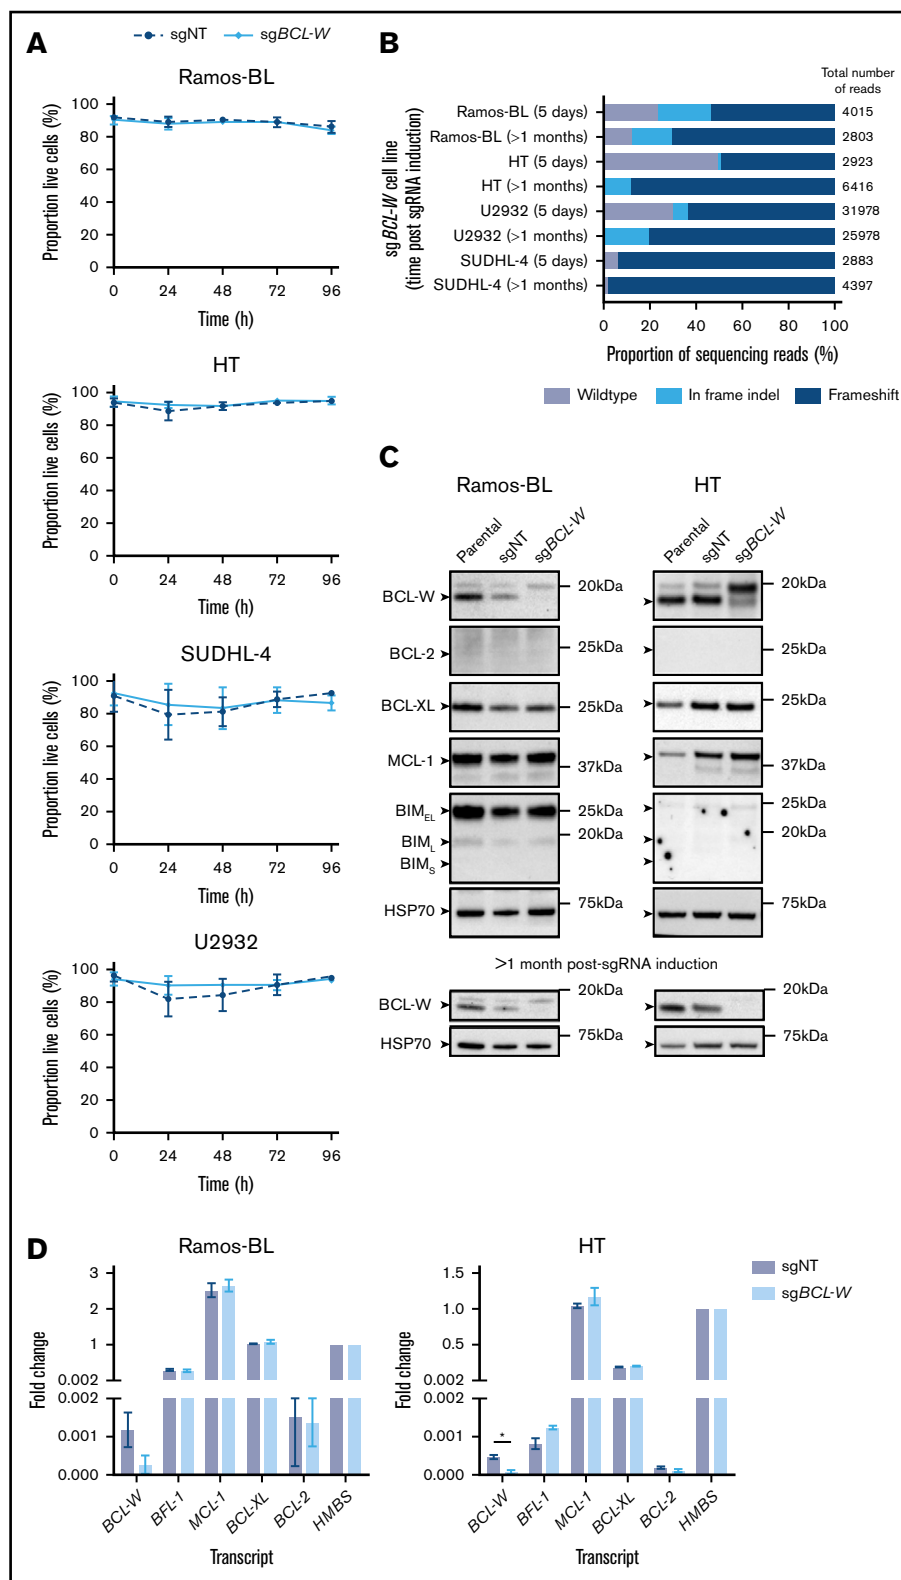 A
sgNT
sgBCL-W
Ramos-BL
Proportion live cells (%)
100
80
60
40
20
0
0 24 48 72 96
Time (h)
HT
Proportion live cells (%)
100
80
60
40
20
0
0 24 48 72 96
Time (h)
SUDHL-4
Proportion live cells (%)
100
80
60
40
20
0
0 24 48 72 96
Time (h)
U2932
Proportion live cells (%)
100
80
60
40
20
0
0 24 48 72 96
Time (h)
B
Total number
of reads
sgBCL-W cell line
(time post sgRNA induction)
Ramos-BL (5 days) 4015
Ramos-BL (>1 months) 2803
HT (5 days) 2923
HT (>1 months) 6416
U2932 (5 days) 31978
U2932 (>1 months) 25978
SUDHL-4 (5 days) 2883
SUDHL-4 (>1 months) 4397
0 20 40 60 80 100
Proportion of sequencing reads (%)
Wildtype In frame indel Frameshift
C
Ramos-BL HT
Parental sgNT sgBCL-W Parental sgNT sgBCL-W
BCL-W 20kDa 20kDa
BCL-2 25kDa 25kDa
BCL-XL 25kDa 25kDa
MCL-1 37kDa 37kDa
BIMEL 25kDa 25kDa
BIML 20kDa 20kDa
BIMS
HSP70 75kDa 75kDa
>1 month post-sgRNA induction
BCL-W 20kDa 20kDa
HSP70 75kDa 75kDa
D
Ramos-BL
Fold change
3
2
1
0.002
0.002
0.001
0.000
BCL-W BFL-1 MCL-1 BCL-XL BCL-2 HMBS
Transcript
HT
Fold change
1.5
1.0
0.5
0.002
0.002
0.001
0.000
*
BCL-W BFL-1 MCL-1 BCL-XL BCL-2 HMBS
Transcript
sgNT
sgBCL-W